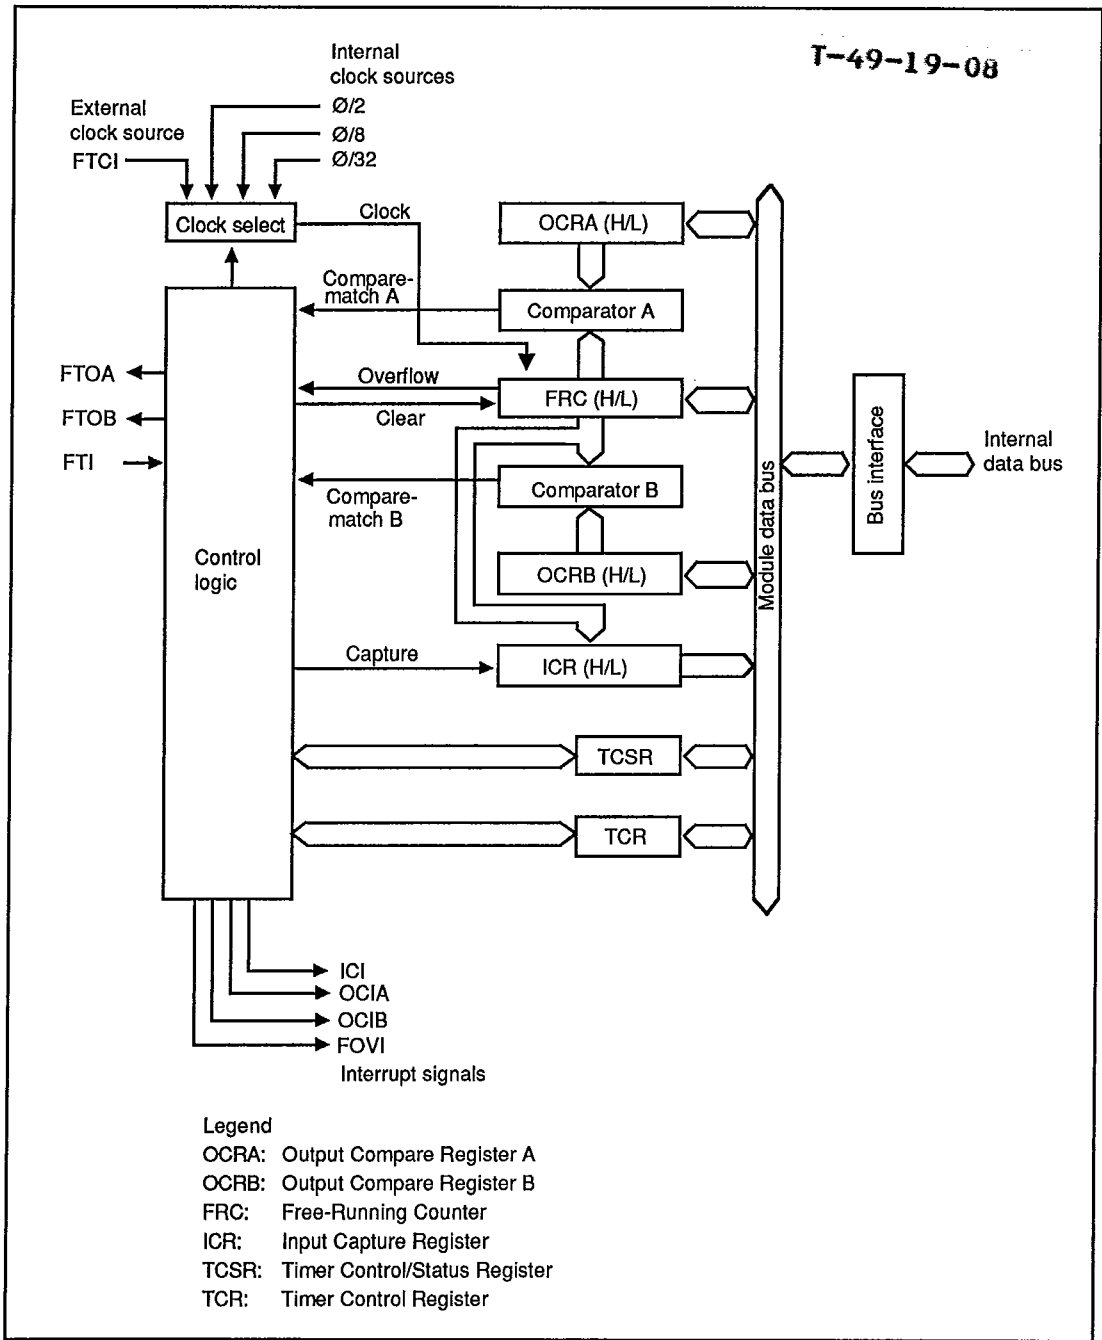 T-49-19-08
Internal
clock sources
External
clock source
Ø/2
Ø/8
FTCI
Ø/32
Clock select
Clock
OCRA (H/L)
Compare-
match A
Comparator A
FTOA
Overflow
FRC (H/L)
Clear
FTOB
FTI
Compare-
match B
Comparator B
Module data bus
Bus interface
Internal
data bus
Control
logic
OCRB (H/L)
Capture
ICR (H/L)
TCSR
TCR
ICI
OCIA
OCIB
FOVI
Interrupt signals
Legend
OCRA: Output Compare Register A
OCRB: Output Compare Register B
FRC: Free-Running Counter
ICR: Input Capture Register
TCSR: Timer Control/Status Register
TCR: Timer Control Register